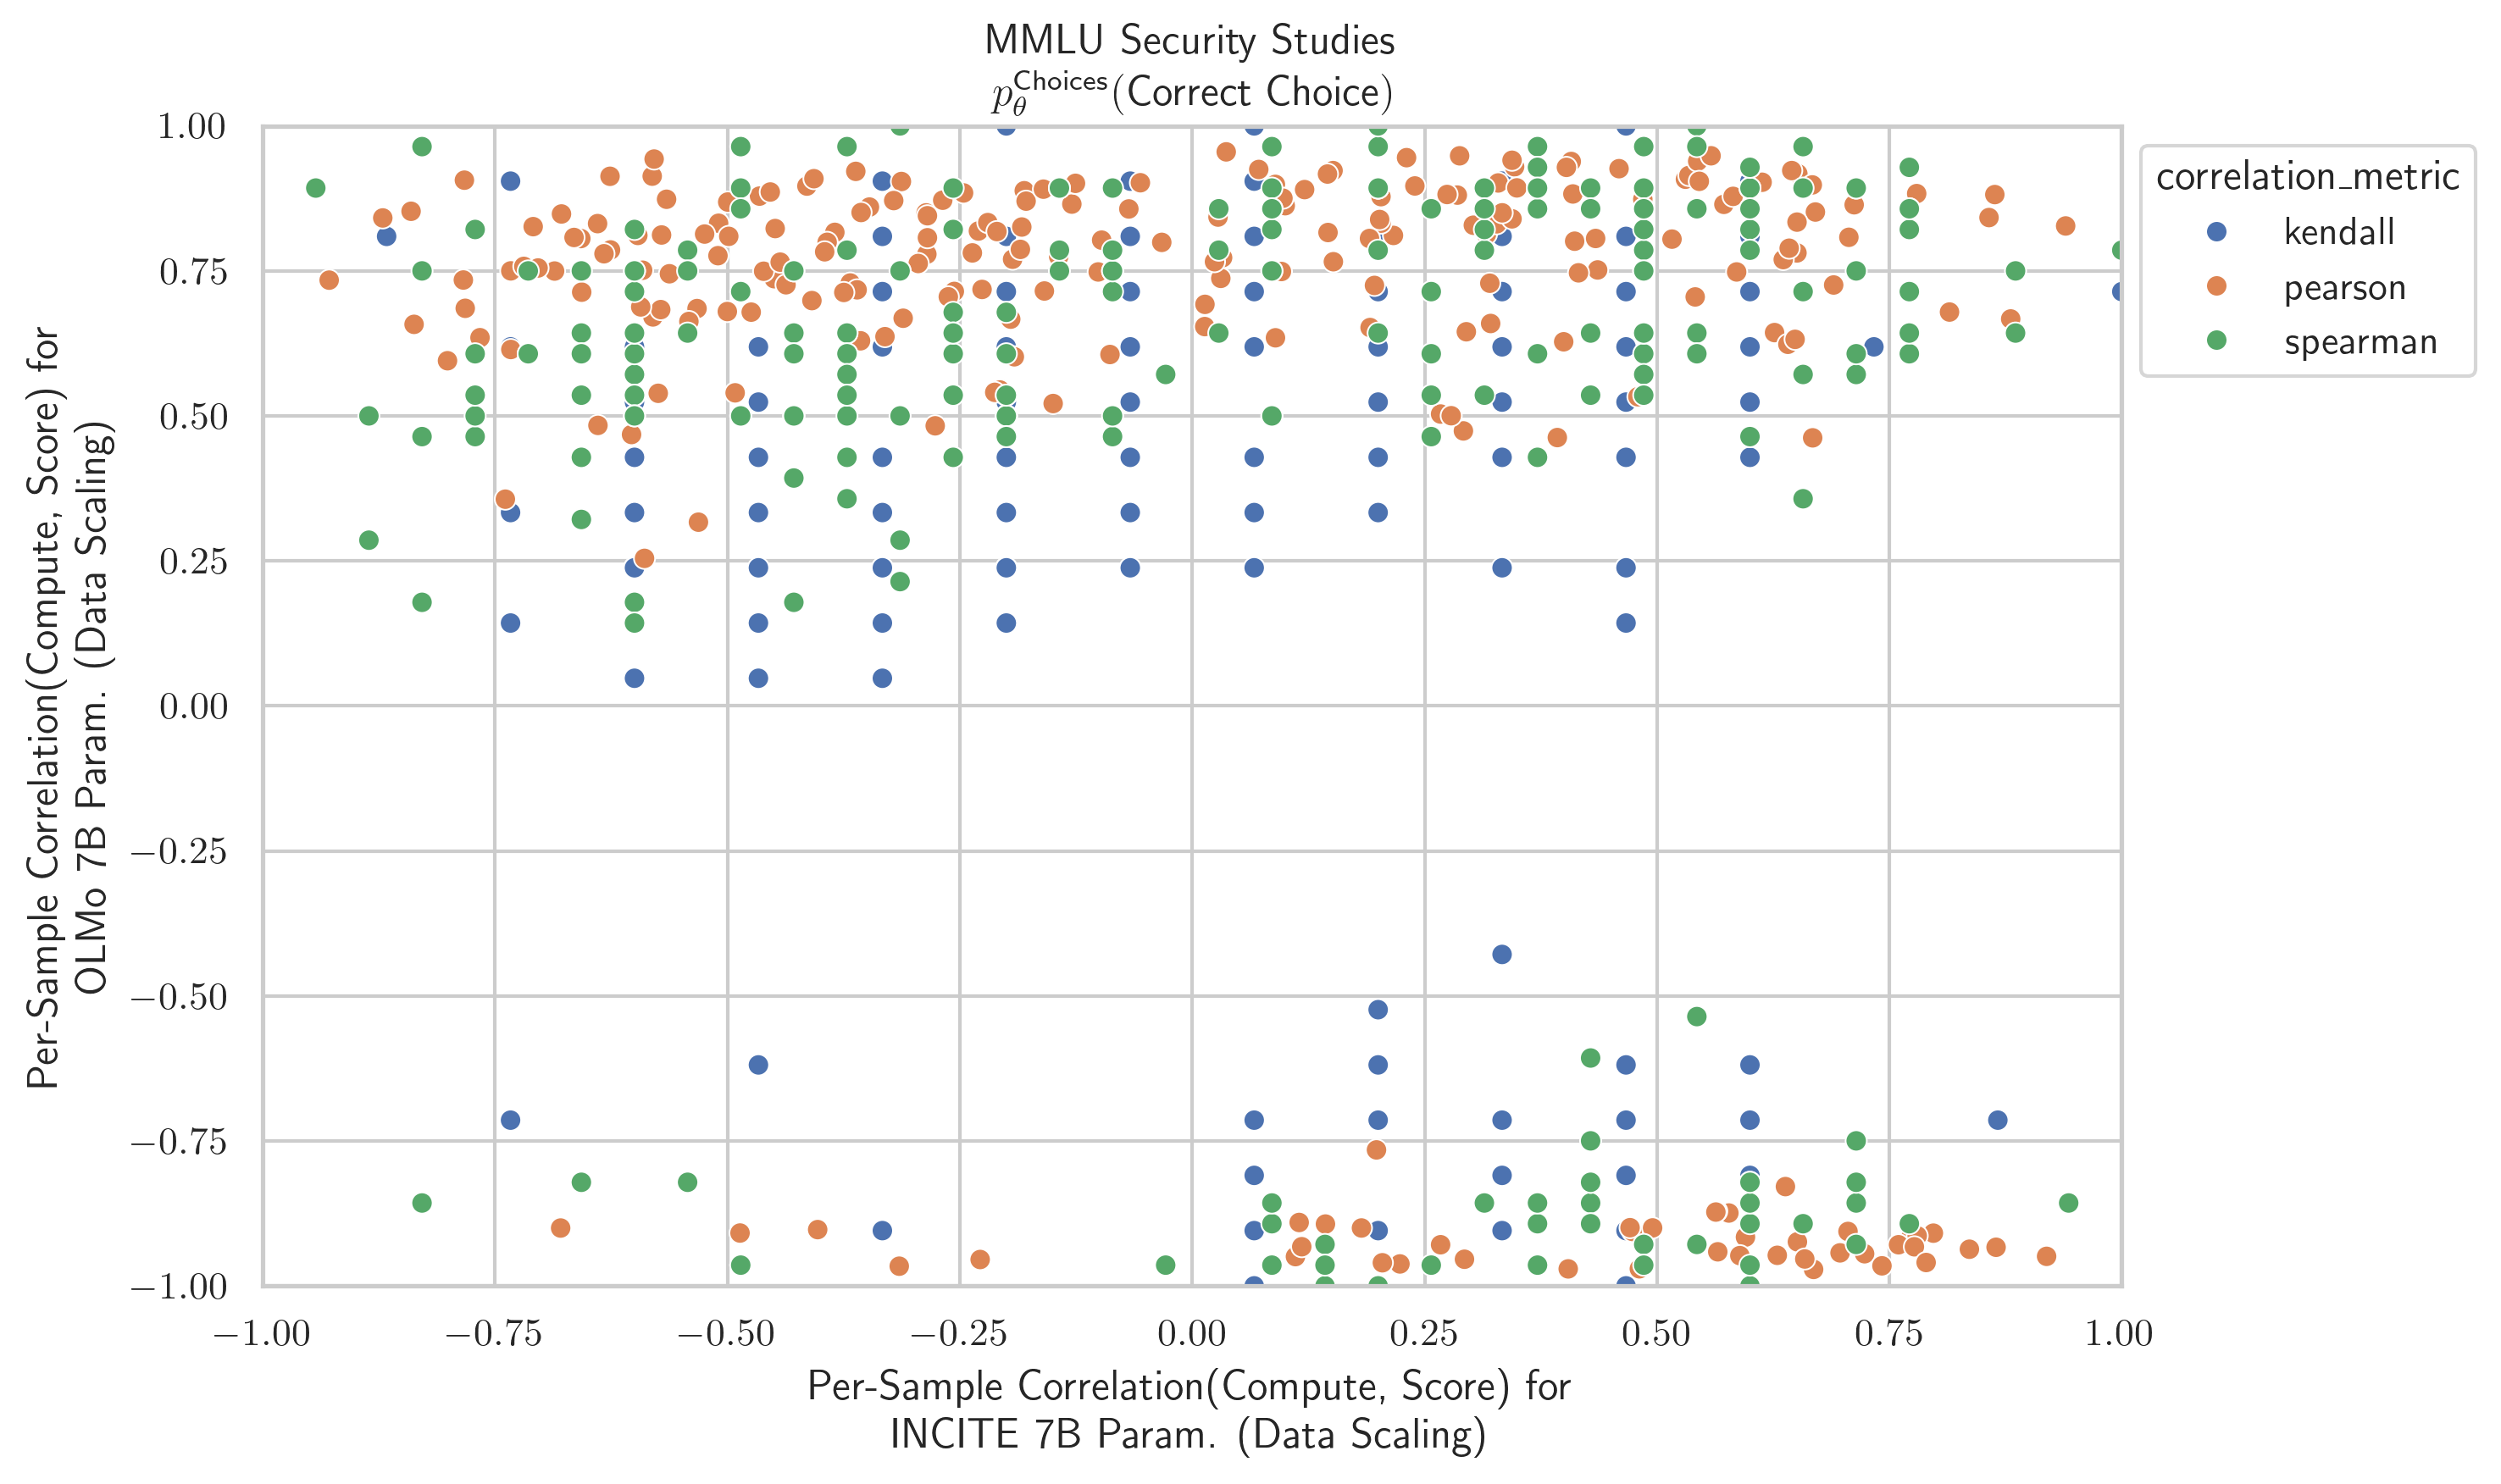 MMLU Security Studies
p_θ^Choices(Correct Choice)
1.00
0.75
0.50
0.25
0.00
−0.25
−0.50
−0.75
−1.00
Per-Sample Correlation(Compute, Score) for
OLMo 7B Param. (Data Scaling)
−1.00 −0.75 −0.50 −0.25 0.00 0.25 0.50 0.75 1.00
Per-Sample Correlation(Compute, Score) for
INCITE 7B Param. (Data Scaling)
correlation_metric
kendall
pearson
spearman